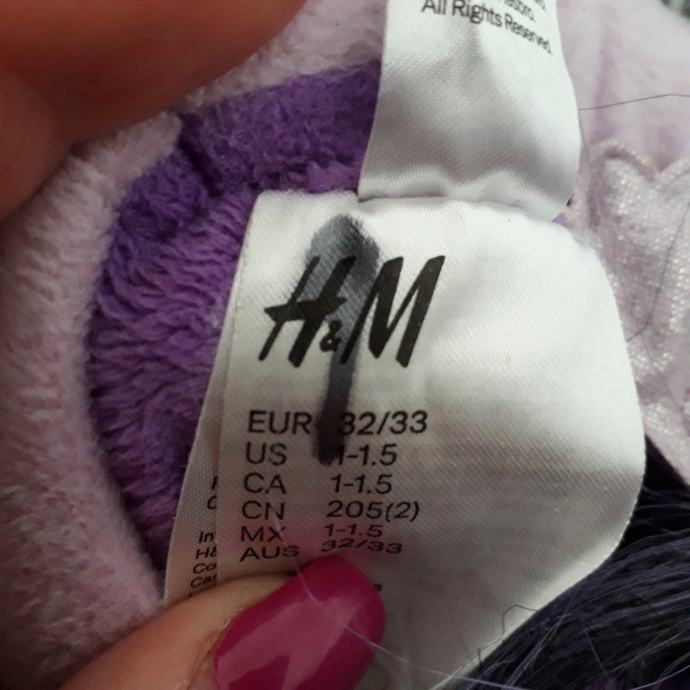 Hasbro.
All Rights Reserved.
H&M
EUR 32/33
US 1-1.5
CA 1-1.5
CN 205(2)
MX 1-1.5
AUS 32/33